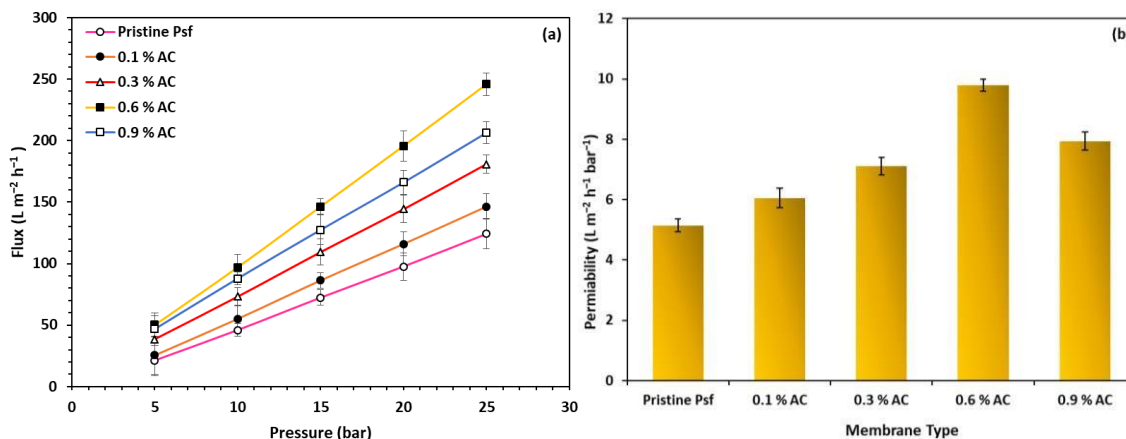 (a)
Pristine Psf
0.1 % AC
0.3 % AC
0.6 % AC
0.9 % AC
300
250
200
150
100
50
0
Flux (L m⁻² h⁻¹)
0 5 10 15 20 25 30
Pressure (bar)
(b
12
10
8
6
4
2
0
Permiability (L m⁻² h⁻¹ bar⁻¹)
Pristine Psf 0.1 % AC 0.3 % AC 0.6 % AC 0.9 % AC
Membrane Type